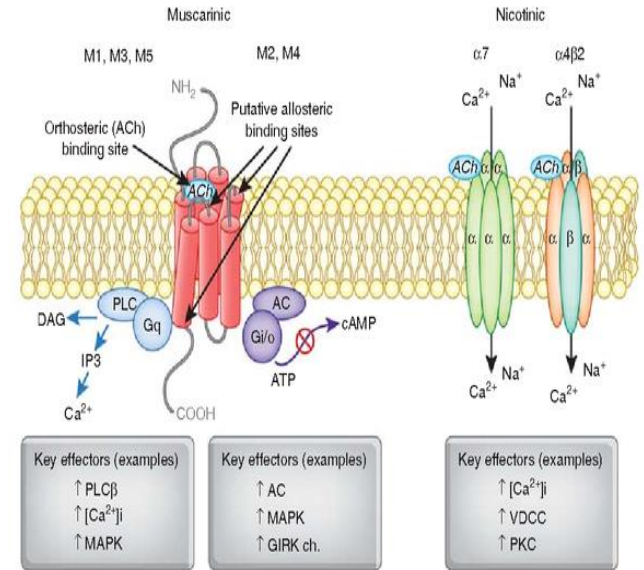 Muscarinic
Nicotinic
M1, M3, M5
M2, M4
α7
α4β2
NH2
Orthosteric (ACh)
binding site
Putative allosteric
binding sites
Ca2+
Na+
Ca2+
Na+
ACh
ACh
α
α
ACh
α
β
α
α
α
α
β
α
PLC
Gq
DAG
IP3
Ca2+
AC
Gi/o
cAMP
ATP
COOH
Ca2+
Na+
Ca2+
Na+
Key effectors (examples)
↑ PLCβ
↑ [Ca2+]i
↑ MAPK
Key effectors (examples)
↑ AC
↑ MAPK
↑ GIRK ch.
Key effectors (examples)
↑ [Ca2+]i
↑ VDCC
↑ PKC